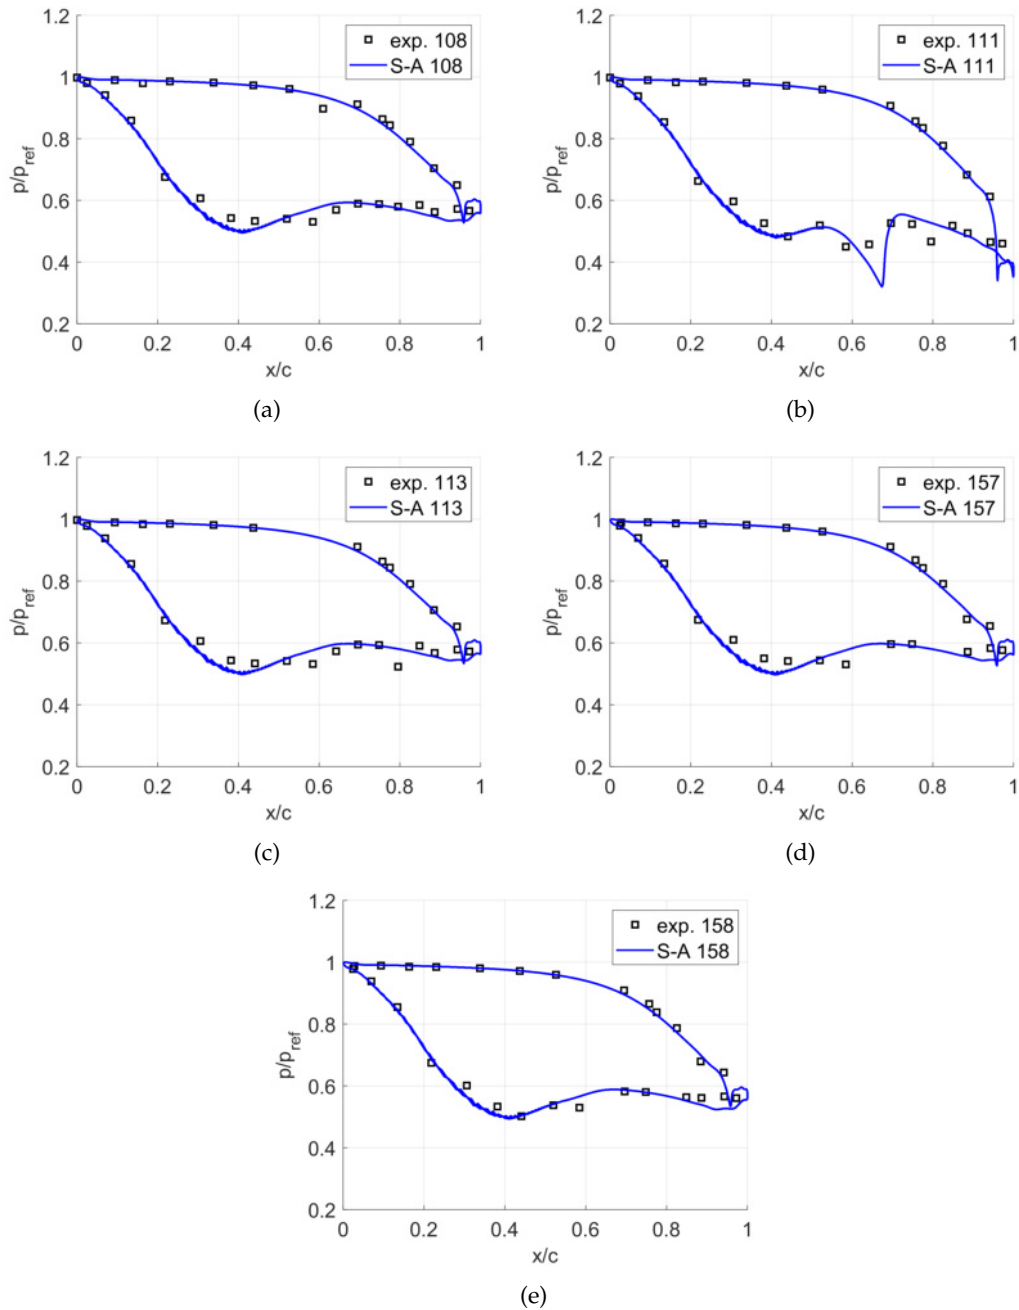 1.2
1
0.8
0.6
0.4
0.2
p/p_ref
0 0.2 0.4 0.6 0.8 1
x/c
exp. 108
S-A 108
(a)
1.2
1
0.8
0.6
0.4
0.2
p/p_ref
0 0.2 0.4 0.6 0.8 1
x/c
exp. 111
S-A 111
(b)
1.2
1
0.8
0.6
0.4
0.2
p/p_ref
0 0.2 0.4 0.6 0.8 1
x/c
exp. 113
S-A 113
(c)
1.2
1
0.8
0.6
0.4
0.2
p/p_ref
0 0.2 0.4 0.6 0.8 1
x/c
exp. 157
S-A 157
(d)
1.2
1
0.8
0.6
0.4
0.2
p/p_ref
0 0.2 0.4 0.6 0.8 1
x/c
exp. 158
S-A 158
(e)